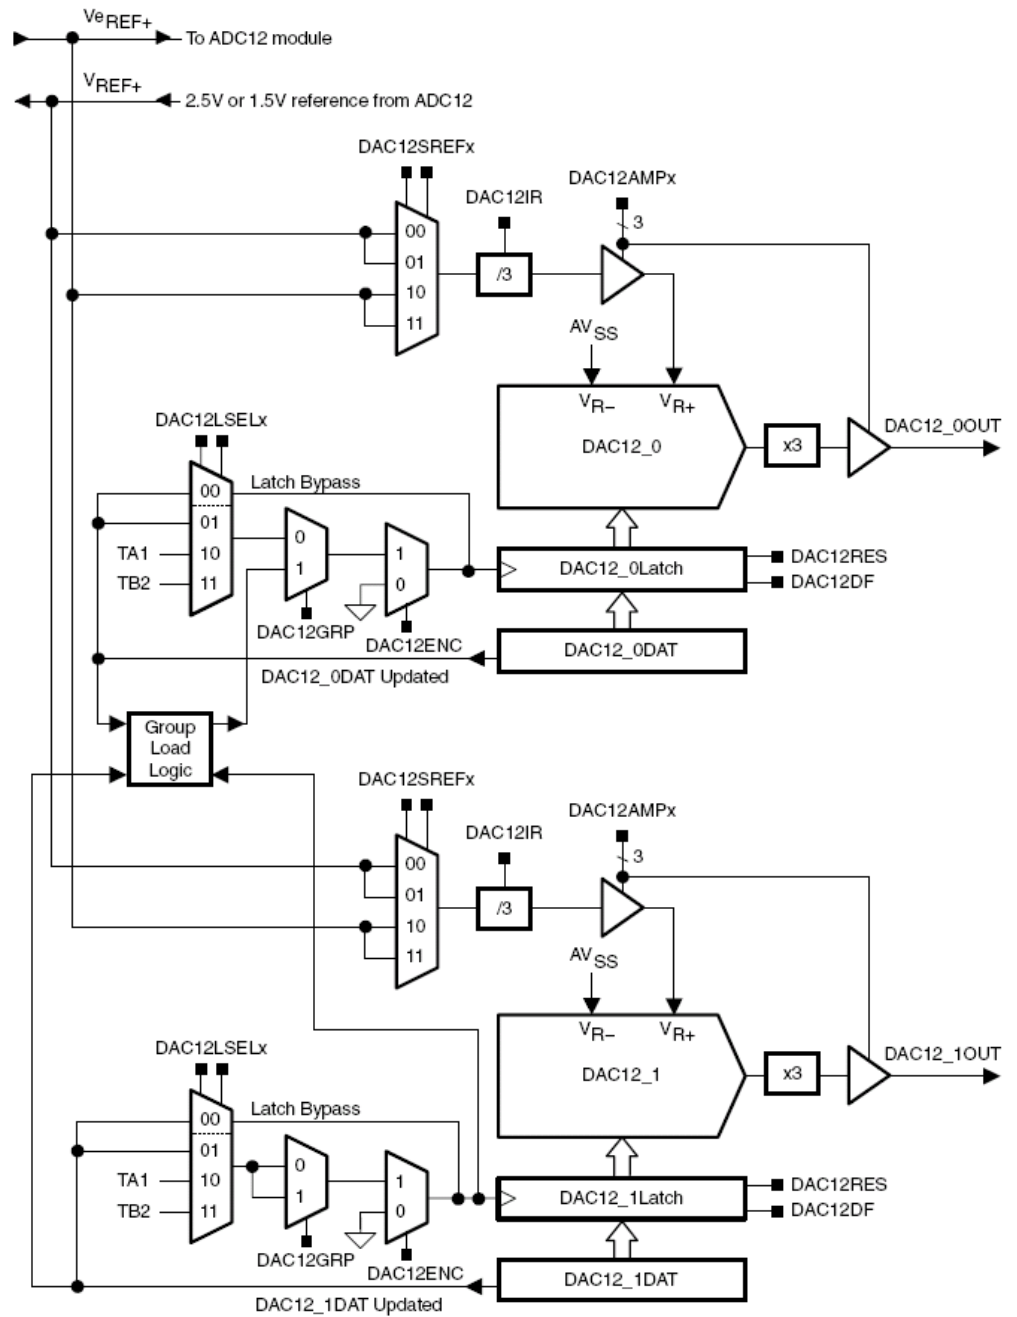 VeREF+
To ADC12 module
VREF+
2.5V or 1.5V reference from ADC12
DAC12SREFx
DAC12IR
DAC12AMPx
3
00
01
10
11
/3
AVSS
VR−
VR+
DAC12_0
x3
DAC12_0OUT
DAC12LSELx
Latch Bypass
00
01
TA1
10
TB2
11
0
1
1
0
DAC12GRP
DAC12ENC
DAC12_0Latch
DAC12RES
DAC12DF
DAC12_0DAT
DAC12_0DAT Updated
Group
Load
Logic
DAC12SREFx
DAC12IR
DAC12AMPx
3
00
01
10
11
/3
AVSS
VR−
VR+
DAC12_1
x3
DAC12_1OUT
DAC12LSELx
Latch Bypass
00
01
TA1
10
TB2
11
0
1
1
0
DAC12GRP
DAC12ENC
DAC12_1Latch
DAC12RES
DAC12DF
DAC12_1DAT
DAC12_1DAT Updated